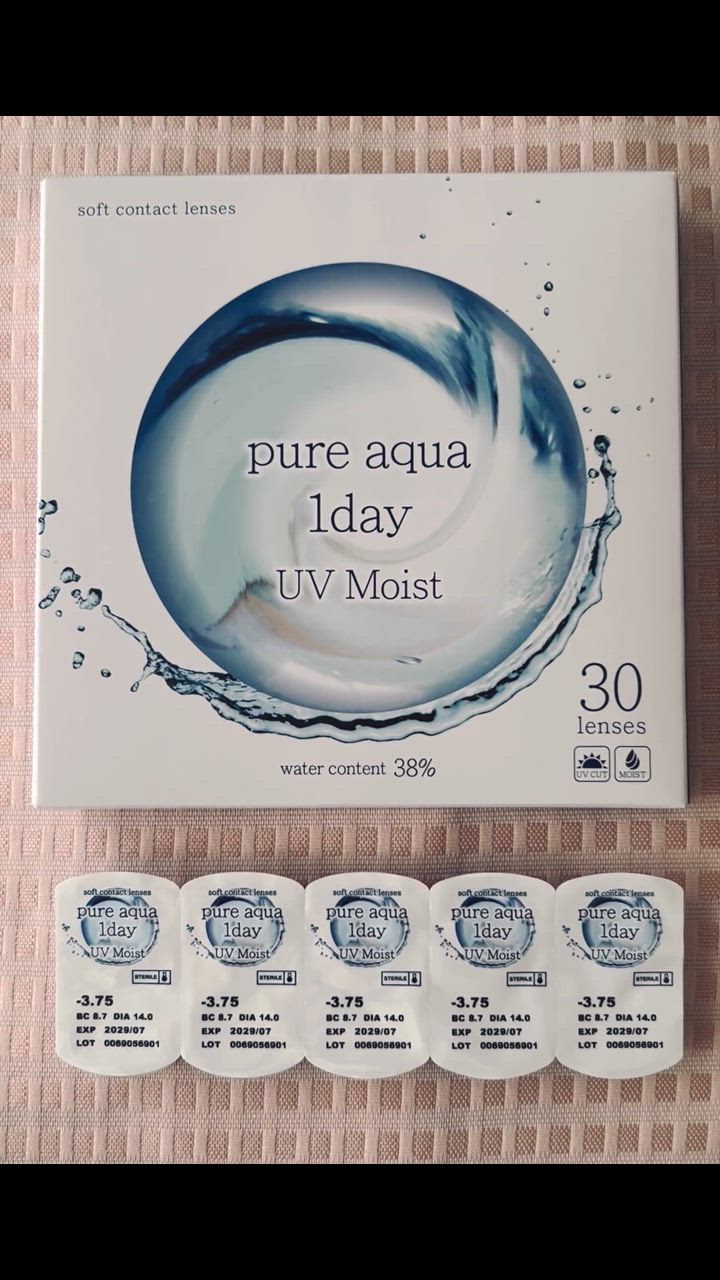 soft contact lenses
pure aqua
1day
UV Moist
30
lenses
UV CUT MOIST
water content 38%
soft contact lenses
pure aqua
1day
UV Moist
STERILE
-3.75
BC 8.7 DIA 14.0
EXP 2029/07
LOT 0069056901
soft contact lenses
pure aqua
1day
UV Moist
STERILE
-3.75
BC 8.7 DIA 14.0
EXP 2029/07
LOT 0069056901
soft contact lenses
pure aqua
1day
UV Moist
STERILE
-3.75
BC 8.7 DIA 14.0
EXP 2029/07
LOT 0069056901
soft contact lenses
pure aqua
1day
UV Moist
STERILE
-3.75
BC 8.7 DIA 14.0
EXP 2029/07
LOT 0069056901
soft contact lenses
pure aqua
1day
UV Moist
STERILE
-3.75
BC 8.7 DIA 14.0
EXP 2029/07
LOT 0069056901